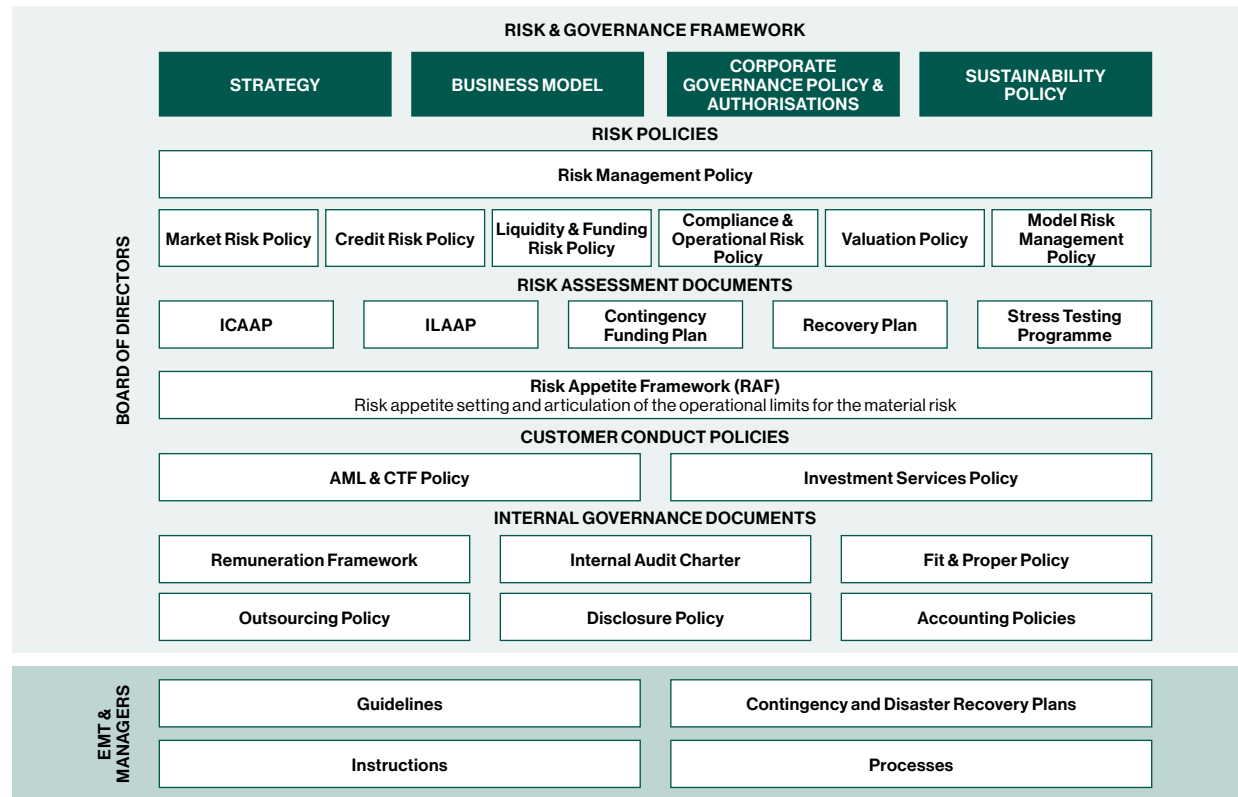 RISK & GOVERNANCE FRAMEWORK
STRATEGY
BUSINESS MODEL
CORPORATE
GOVERNANCE POLICY &
AUTHORISATIONS
SUSTAINABILITY
POLICY
RISK POLICIES
Risk Management Policy
Market Risk Policy
Credit Risk Policy
Liquidity & Funding
Risk Policy
Compliance &
Operational Risk
Policy
Valuation Policy
Model Risk
Management
Policy
RISK ASSESSMENT DOCUMENTS
ICAAP
ILAAP
Contingency
Funding Plan
Recovery Plan
Stress Testing
Programme
Risk Appetite Framework (RAF)
Risk appetite setting and articulation of the operational limits for the material risk
CUSTOMER CONDUCT POLICIES
AML & CTF Policy
Investment Services Policy
INTERNAL GOVERNANCE DOCUMENTS
Remuneration Framework
Internal Audit Charter
Fit & Proper Policy
Outsourcing Policy
Disclosure Policy
Accounting Policies
BOARD OF DIRECTORS
EMT &
MANAGERS
Guidelines
Contingency and Disaster Recovery Plans
Instructions
Processes